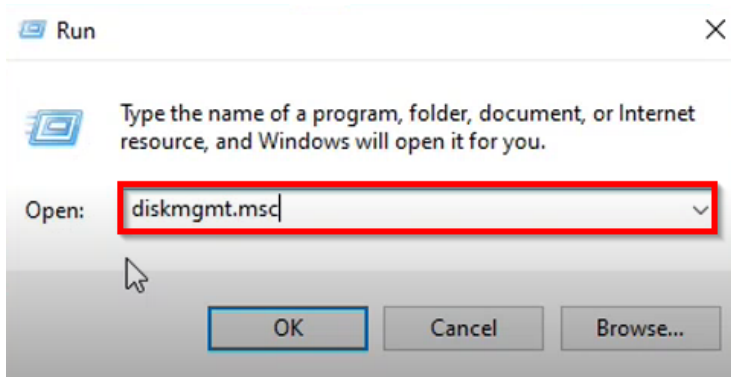 Run
Type the name of a program, folder, document, or Internet
resource, and Windows will open it for you.
Open: diskmgmt.msc
OK Cancel Browse...